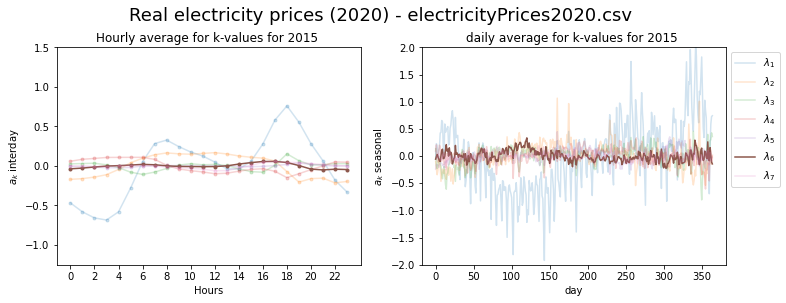 Real electricity prices (2020) - electricityPrices2020.csv
Hourly average for k-values for 2015
daily average for k-values for 2015
1.5
1.0
0.5
0.0
−0.5
−1.0
a_k interday
0 2 4 6 8 10 12 14 16 18 20 22
Hours
2.0
1.5
1.0
0.5
0.0
−0.5
−1.0
−1.5
−2.0
a_k seasonal
0 50 100 150 200 250 300 350
day
λ₁
λ₂
λ₃
λ₄
λ₅
λ₆
λ₇